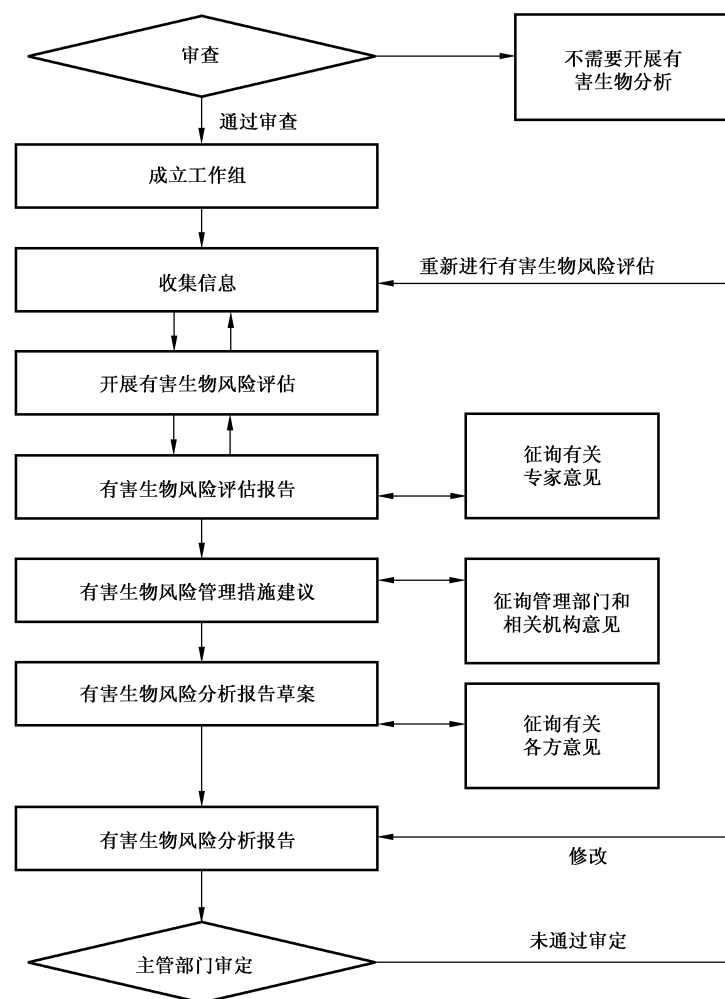 审查
不需要开展有
害生物分析
通过审查
成立工作组
重新进行有害生物风险评估
收集信息
开展有害生物风险评估
征询有关
专家意见
有害生物风险评估报告
有害生物风险管理措施建议
征询管理部门和
相关机构意见
有害生物风险分析报告草案
征询有关
各方意见
有害生物风险分析报告
修改
未通过审定
主管部门审定